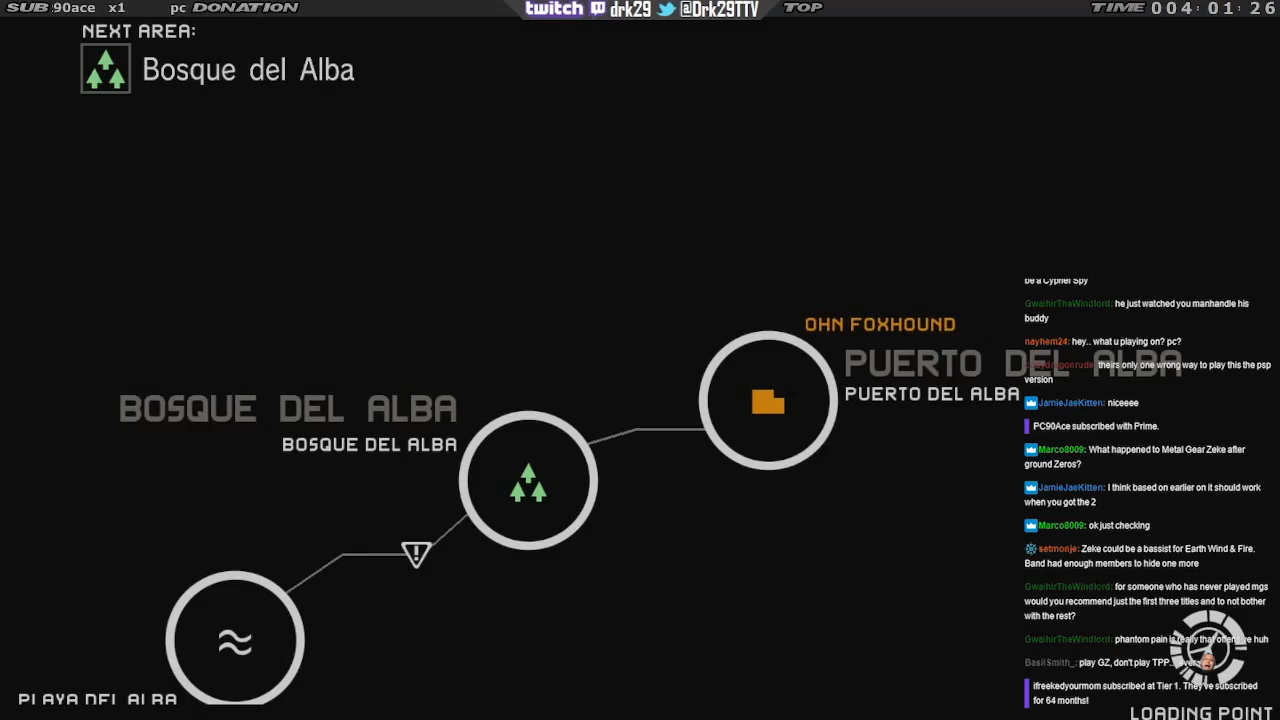 SUB:90ace x1 pc DONATION twitch drk29 @Drk29TTV TOP TIME 004:01:26
NEXT AREA:
Bosque del Alba
OHN FOXHOUND
PUERTO DEL ALBA
PUERTO DEL ALBA
BOSQUE DEL ALBA
BOSQUE DEL ALBA
PLAYA DEL ALBA
be a Cypher Spy
GwaihirTheWindlord: he just watched you manhandle his
buddy
nayhem24: hey.. what u playing on? pc?
theirs only one wrong way to play this the psp
version
JamieJaeKitten: niceeee
PC90Ace subscribed with Prime.
Marco8009: What happened to Metal Gear Zeke after
ground Zeros?
JamieJaeKitten: I think based on earlier on it should work
when you got the 2
Marco8009: ok just checking
setmonje: Zeke could be a bassist for Earth Wind & Fire.
Band had enough members to hide one more
GwaihirTheWindlord: for someone who has never played mgs
would you recommend just the first three titles and to not bother
with the rest?
GwaihirTheWindlord: phantom pain is really that offensive huh
BasilSmith_: play GZ, don't play TPP... ever
ifreekedyourmom subscribed at Tier 1. They've subscribed
for 64 months!
LOADING POINT